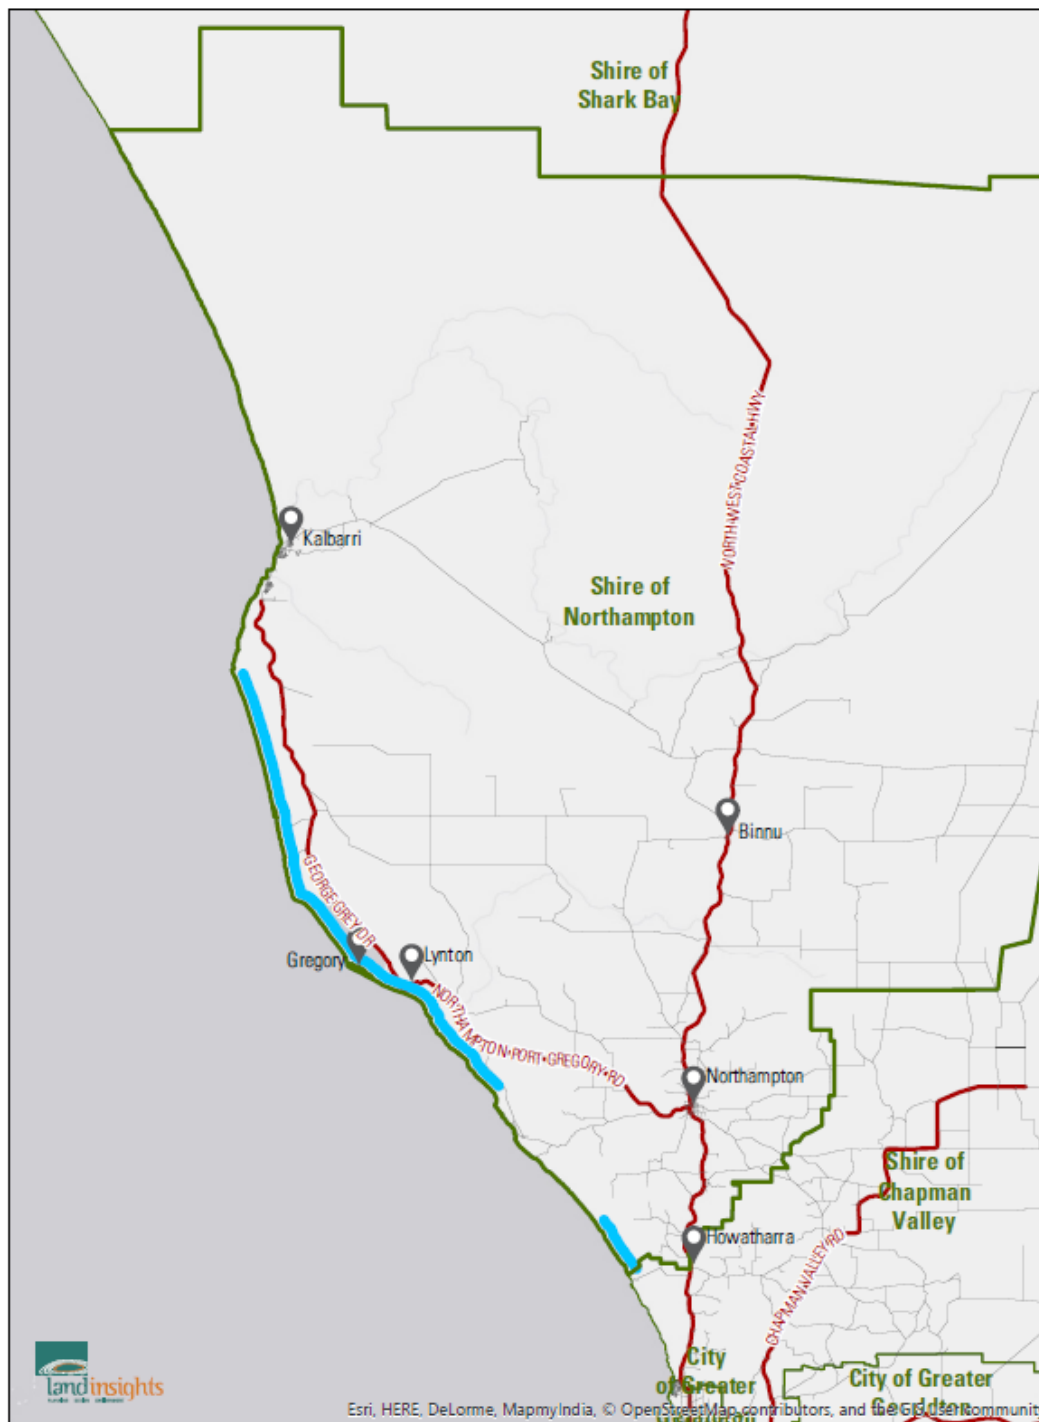 Shire of
Shark Bay
NORTH WEST COASTAL HWY
Kalbarri
Shire of
Northampton
Binnu
GEORGE GREY DR
Gregory
Lynton
NORTHAMPTON PORT GREGORY RD
Northampton
Shire of
Chapman
Valley
Howatharra
CHAPMAN VALLEY RD
City
of Greater
City of Greater
landinsights
Esri, HERE, DeLorme, MapmyIndia, © OpenStreetMap contributors, and the GIS user communit